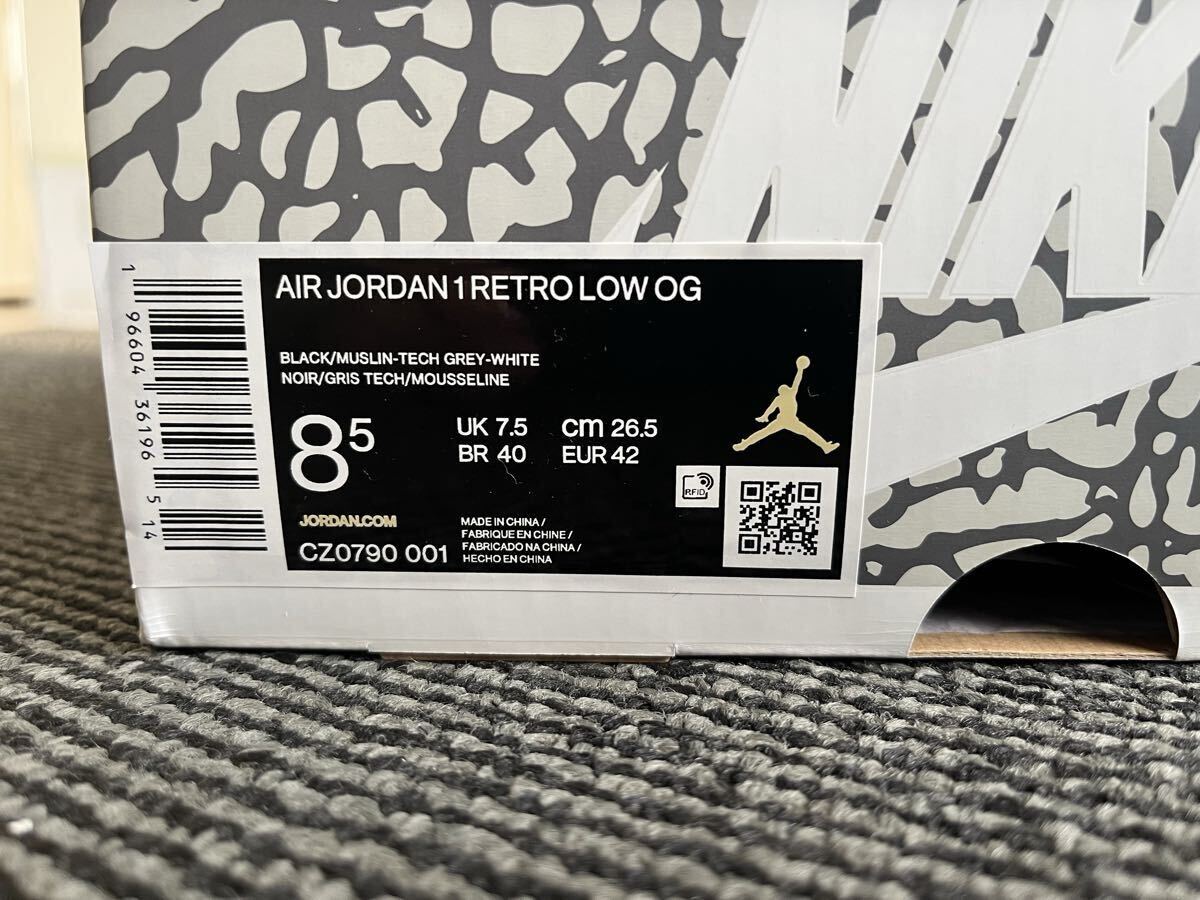 NIK
AIR JORDAN 1 RETRO LOW OG
BLACK/MUSLIN-TECH GREY-WHITE
NOIR/GRIS TECH/MOUSSELINE
8 5
UK 7.5 cm 26.5
BR 40 EUR 42
RFID
JORDAN.COM
CZ0790 001
MADE IN CHINA /
FABRIQUE EN CHINE /
FABRICADO NA CHINA /
HECHO EN CHINA
1 96604 36196 5 14